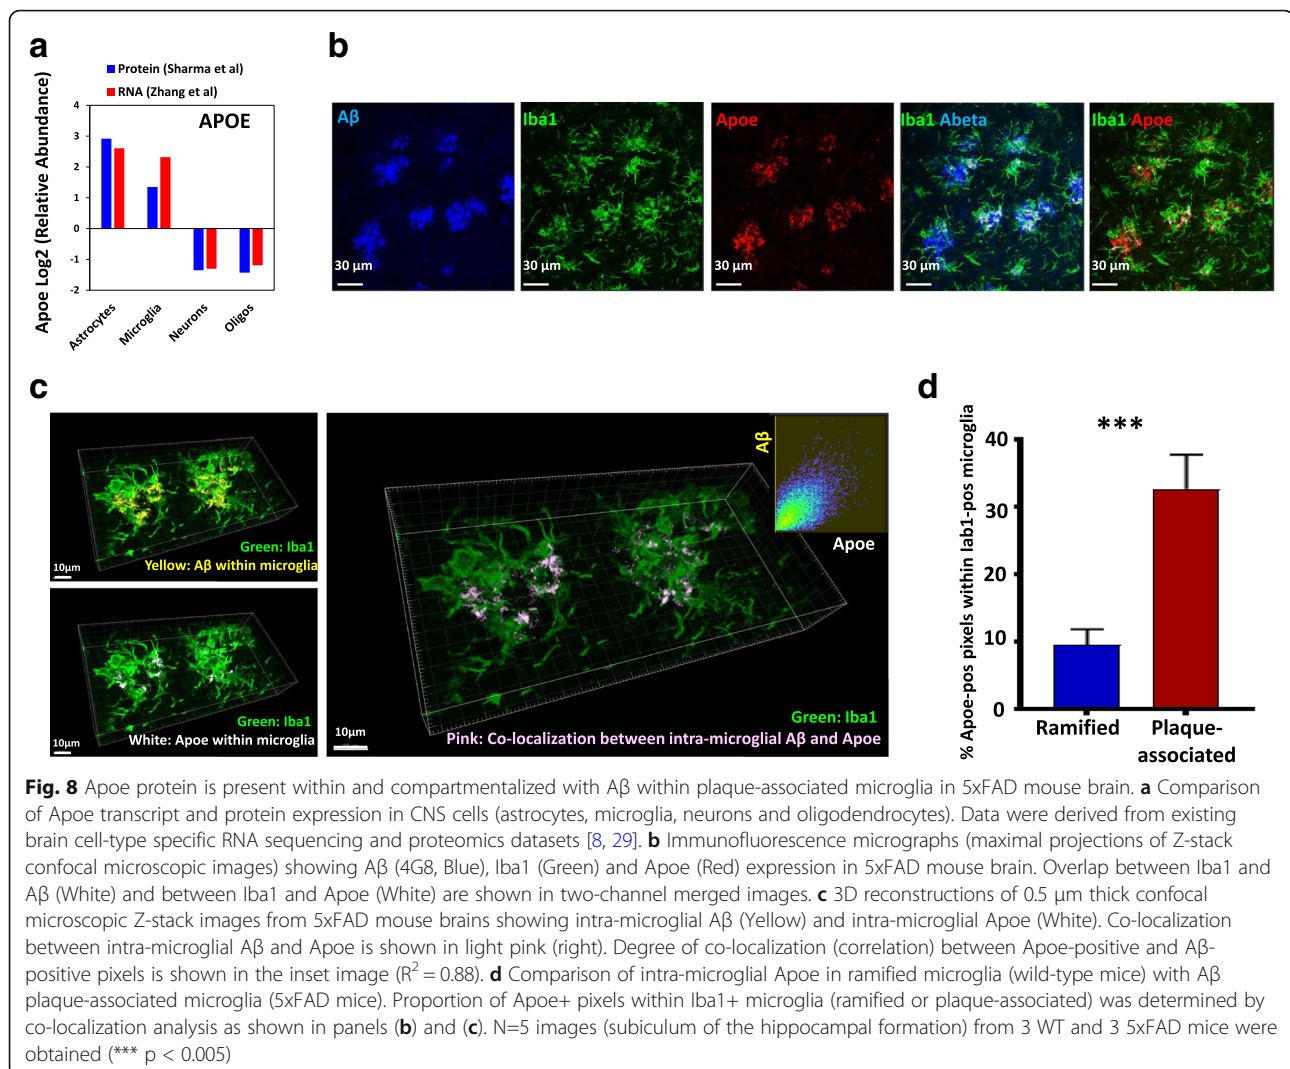 a
Protein (Sharma et al)
RNA (Zhang et al)
Apoe Log2 (Relative Abundance)
APOE
4
3
2
1
0
-1
-2
Astrocytes
Microglia
Neurons
Oligos
b
Aβ
30 µm
Iba1
30 µm
Apoe
30 µm
Iba1 Abeta
30 µm
Iba1 Apoe
30 µm
c
Green: Iba1
Yellow: Aβ within microglia
10µm
Green: Iba1
White: Apoe within microglia
10µm
Aβ
Apoe
Green: Iba1
10µm
Pink: Co-localization between intra-microglial Aβ and Apoe
d
% Apoe-pos pixels within Iab1-pos microglia
***
40
30
20
10
0
Ramified
Plaque-
associated
Fig. 8 Apoe protein is present within and compartmentalized with Aβ within plaque-associated microglia in 5xFAD mouse brain. a Comparison
of Apoe transcript and protein expression in CNS cells (astrocytes, microglia, neurons and oligodendrocytes). Data were derived from existing
brain cell-type specific RNA sequencing and proteomics datasets [8, 29]. b Immunofluorescence micrographs (maximal projections of Z-stack
confocal microscopic images) showing Aβ (4G8, Blue), Iba1 (Green) and Apoe (Red) expression in 5xFAD mouse brain. Overlap between Iba1 and
Aβ (White) and between Iba1 and Apoe (White) are shown in two-channel merged images. c 3D reconstructions of 0.5 µm thick confocal
microscopic Z-stack images from 5xFAD mouse brains showing intra-microglial Aβ (Yellow) and intra-microglial Apoe (White). Co-localization
between intra-microglial Aβ and Apoe is shown in light pink (right). Degree of co-localization (correlation) between Apoe-positive and Aβ-
positive pixels is shown in the inset image (R² = 0.88). d Comparison of intra-microglial Apoe in ramified microglia (wild-type mice) with Aβ
plaque-associated microglia (5xFAD mice). Proportion of Apoe+ pixels within Iba1+ microglia (ramified or plaque-associated) was determined by
co-localization analysis as shown in panels (b) and (c). N=5 images (subiculum of the hippocampal formation) from 3 WT and 3 5xFAD mice were
obtained (*** p < 0.005)